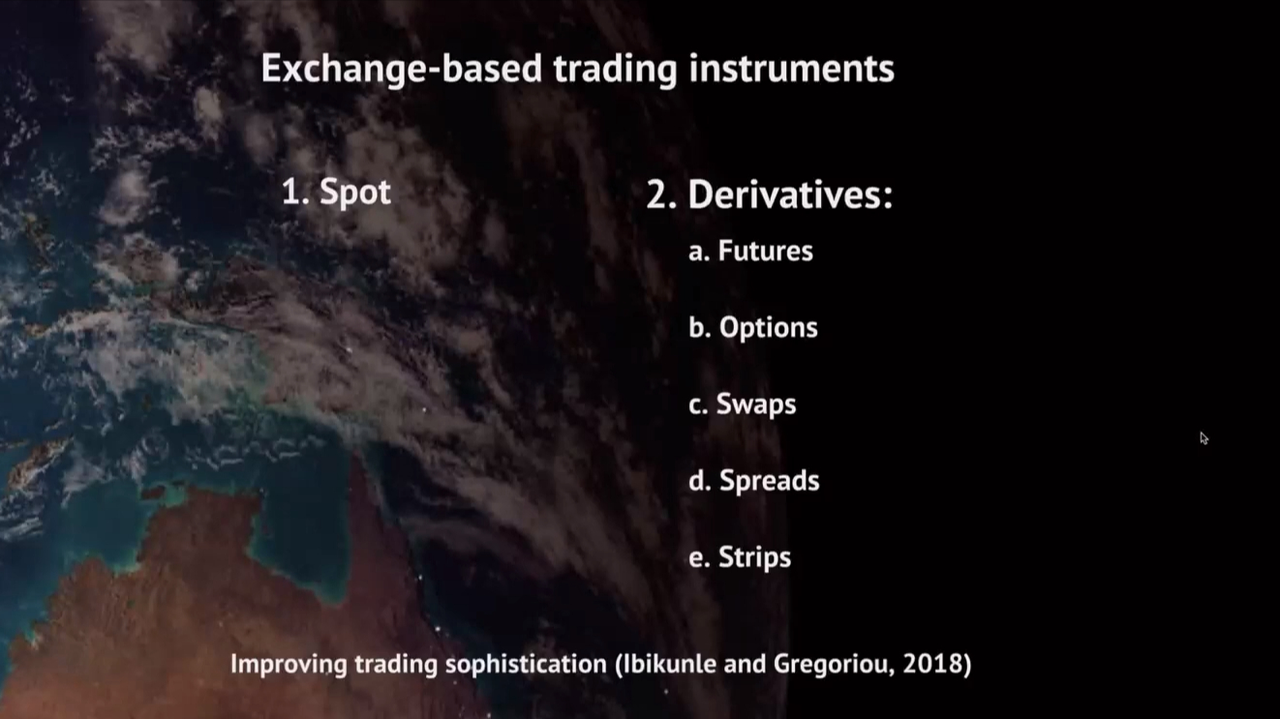 Exchange-based trading instruments
1. Spot
2. Derivatives:
a. Futures
b. Options
c. Swaps
d. Spreads
e. Strips
Improving trading sophistication (Ibikunle and Gregoriou, 2018)